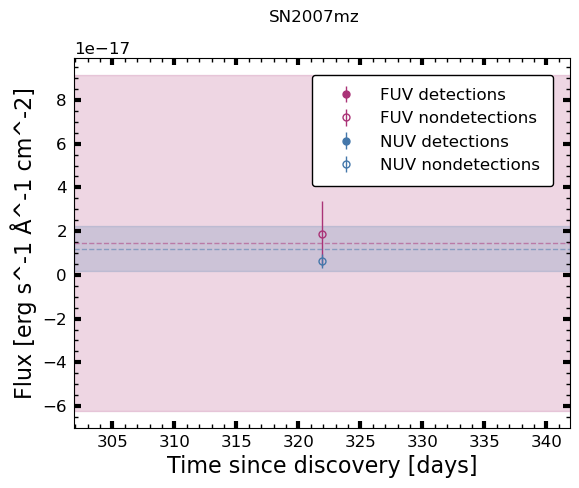 SN2007mz
1e−17
FUV detections
FUV nondetections
NUV detections
NUV nondetections
8
6
4
2
0
−2
−4
−6
Flux [erg s^-1 Å^-1 cm^-2]
305 310 315 320 325 330 335 340
Time since discovery [days]